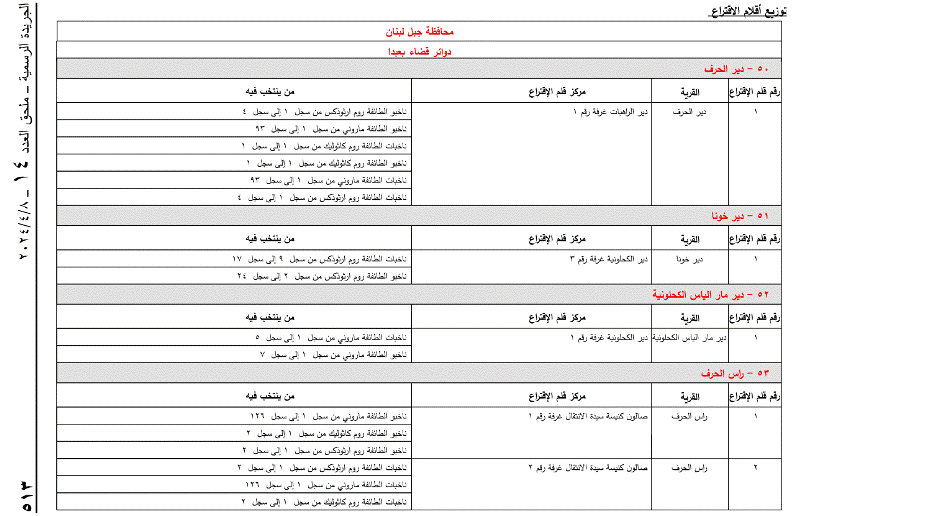 توزيع أقلام الاقتراع
محافظة جبل لبنان
دوائر قضاء بعبدا
٥٠ - دير الحرف
رقم قلم الإقتراع القرية مركز قلم الإقتراع من ينتخب فيه
١ دير الحرف دير الراهبات غرفة رقم ١ ناخبو الطائفة روم ارثوذكس من سجل ١ إلى سجل ٤
ناخبو الطائفة ماروني من سجل ١ إلى سجل ٩٣
ناخبات الطائفة روم كاثوليك من سجل ١ إلى سجل ١
ناخبو الطائفة روم كاثوليك من سجل ١ إلى سجل ١
ناخبات الطائفة ماروني من سجل ١ إلى سجل ٩٣
ناخبات الطائفة روم ارثوذكس من سجل ١ إلى سجل ٤
٥١ - دير خونا
رقم قلم الإقتراع القرية مركز قلم الإقتراع من ينتخب فيه
١ دير خونا دير الكحلونية غرفة رقم ٣ ناخبات الطائفة روم ارثوذكس من سجل ٩ إلى سجل ١٧
ناخبو الطائفة روم ارثوذكس من سجل ٢ إلى سجل ٢٤
٥٢ - دير مار الياس الكحلونية
رقم قلم الإقتراع القرية مركز قلم الإقتراع من ينتخب فيه
١ دير مار الياس الكحلونية دير الكحلونية غرفة رقم ١ ناخبات الطائفة ماروني من سجل ١ إلى سجل ٥
ناخبو الطائفة ماروني من سجل ١ إلى سجل ٧
٥٣ - راس الحرف
رقم قلم الإقتراع القرية مركز قلم الإقتراع من ينتخب فيه
١ راس الحرف صالون كنيسة سيدة الانتقال غرفة رقم ١ ناخبو الطائفة ماروني من سجل ١ إلى سجل ١٢٦
ناخبو الطائفة روم كاثوليك من سجل ١ إلى سجل ٢
ناخبو الطائفة روم ارثوذكس من سجل ١ إلى سجل ٢
٢ راس الحرف صالون كنيسة سيدة الانتقال غرفة رقم ٢ ناخبات الطائفة روم ارثوذكس من سجل ١ إلى سجل ٢
ناخبات الطائفة ماروني من سجل ١ إلى سجل ١٢٦
ناخبات الطائفة روم كاثوليك من سجل ١ إلى سجل ٢
الجريدة الرسمية – ملحق العدد ١٤ – ٢٠٢٤/٤/٨
٥١٣